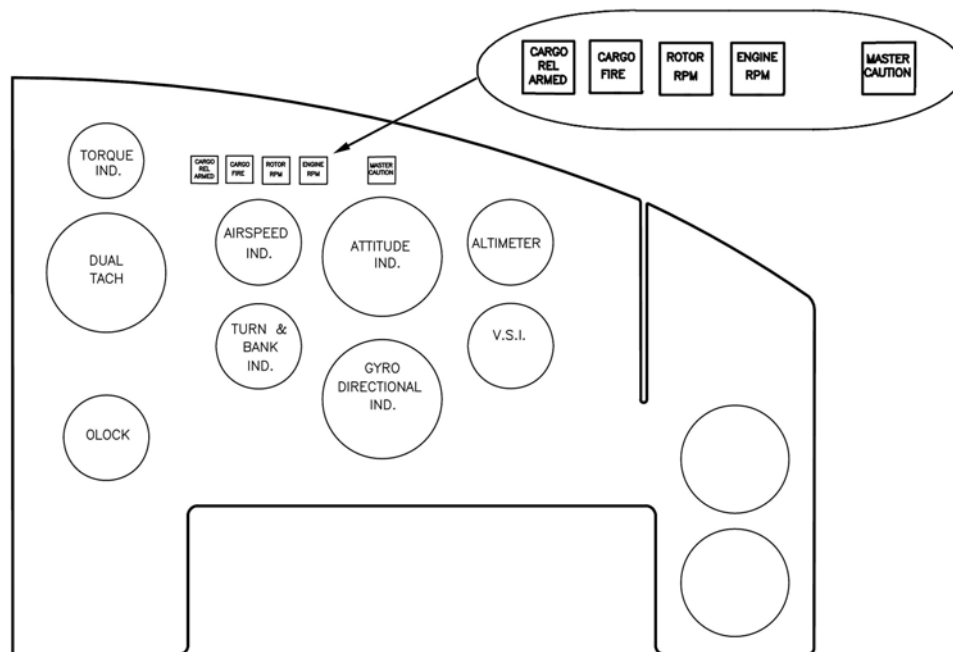 CARGO
REL
ARMED
CARGO
FIRE
ROTOR
RPM
ENGINE
RPM
MASTER
CAUTION
TORQUE
IND.
CARGO
REL
ARMED
CARGO
FIRE
ROTOR
RPM
ENGINE
RPM
MASTER
CAUTION
DUAL
TACH
AIRSPEED
IND.
ATTITUDE
IND.
ALTIMETER
TURN &
BANK
IND.
GYRO
DIRECTIONAL
IND.
V.S.I.
OLOCK